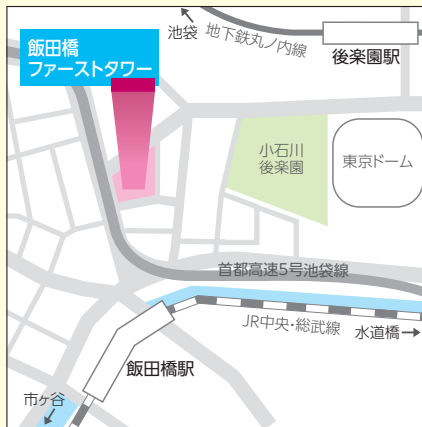 池袋
地下鉄丸ノ内線
後楽園駅
飯田橋
ファーストタワー
小石川
後楽園
東京ドーム
首都高速5号池袋線
JR中央・総武線
水道橋
飯田橋駅
市ヶ谷